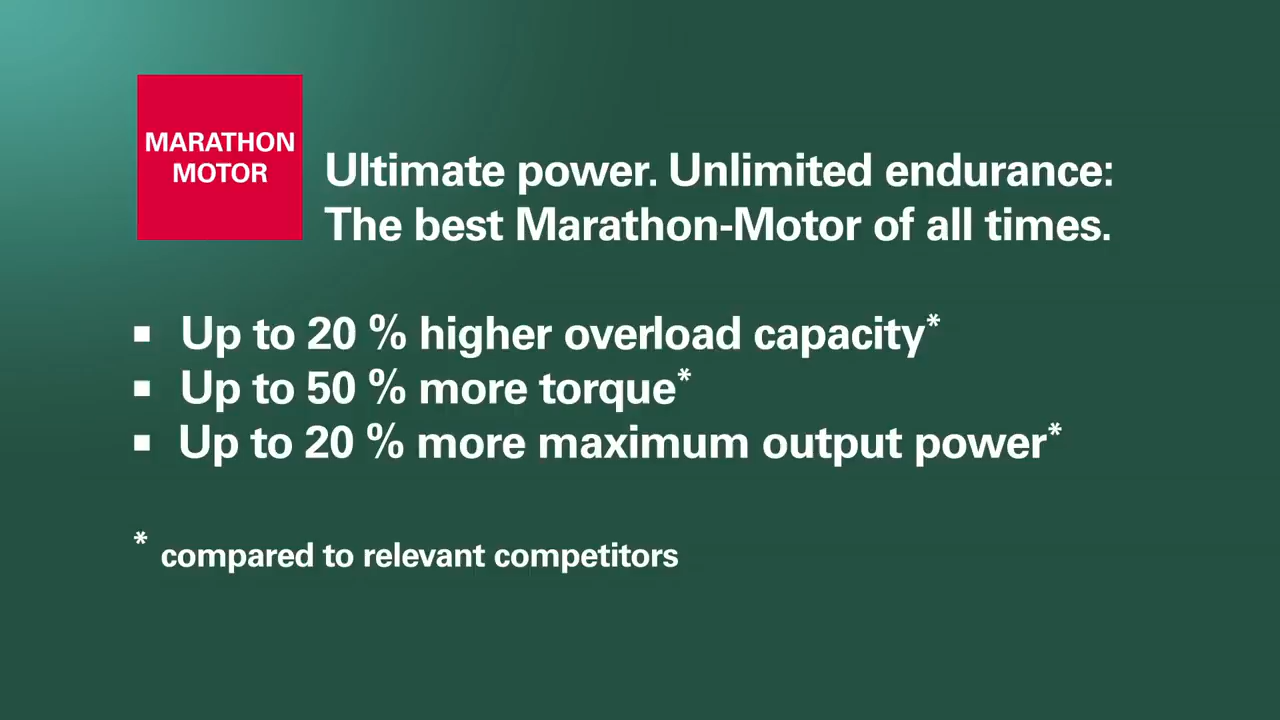 MARATHON
MOTOR
Ultimate power. Unlimited endurance:
The best Marathon-Motor of all times.
▪ Up to 20 % higher overload capacity*
▪ Up to 50 % more torque*
▪ Up to 20 % more maximum output power*
* compared to relevant competitors